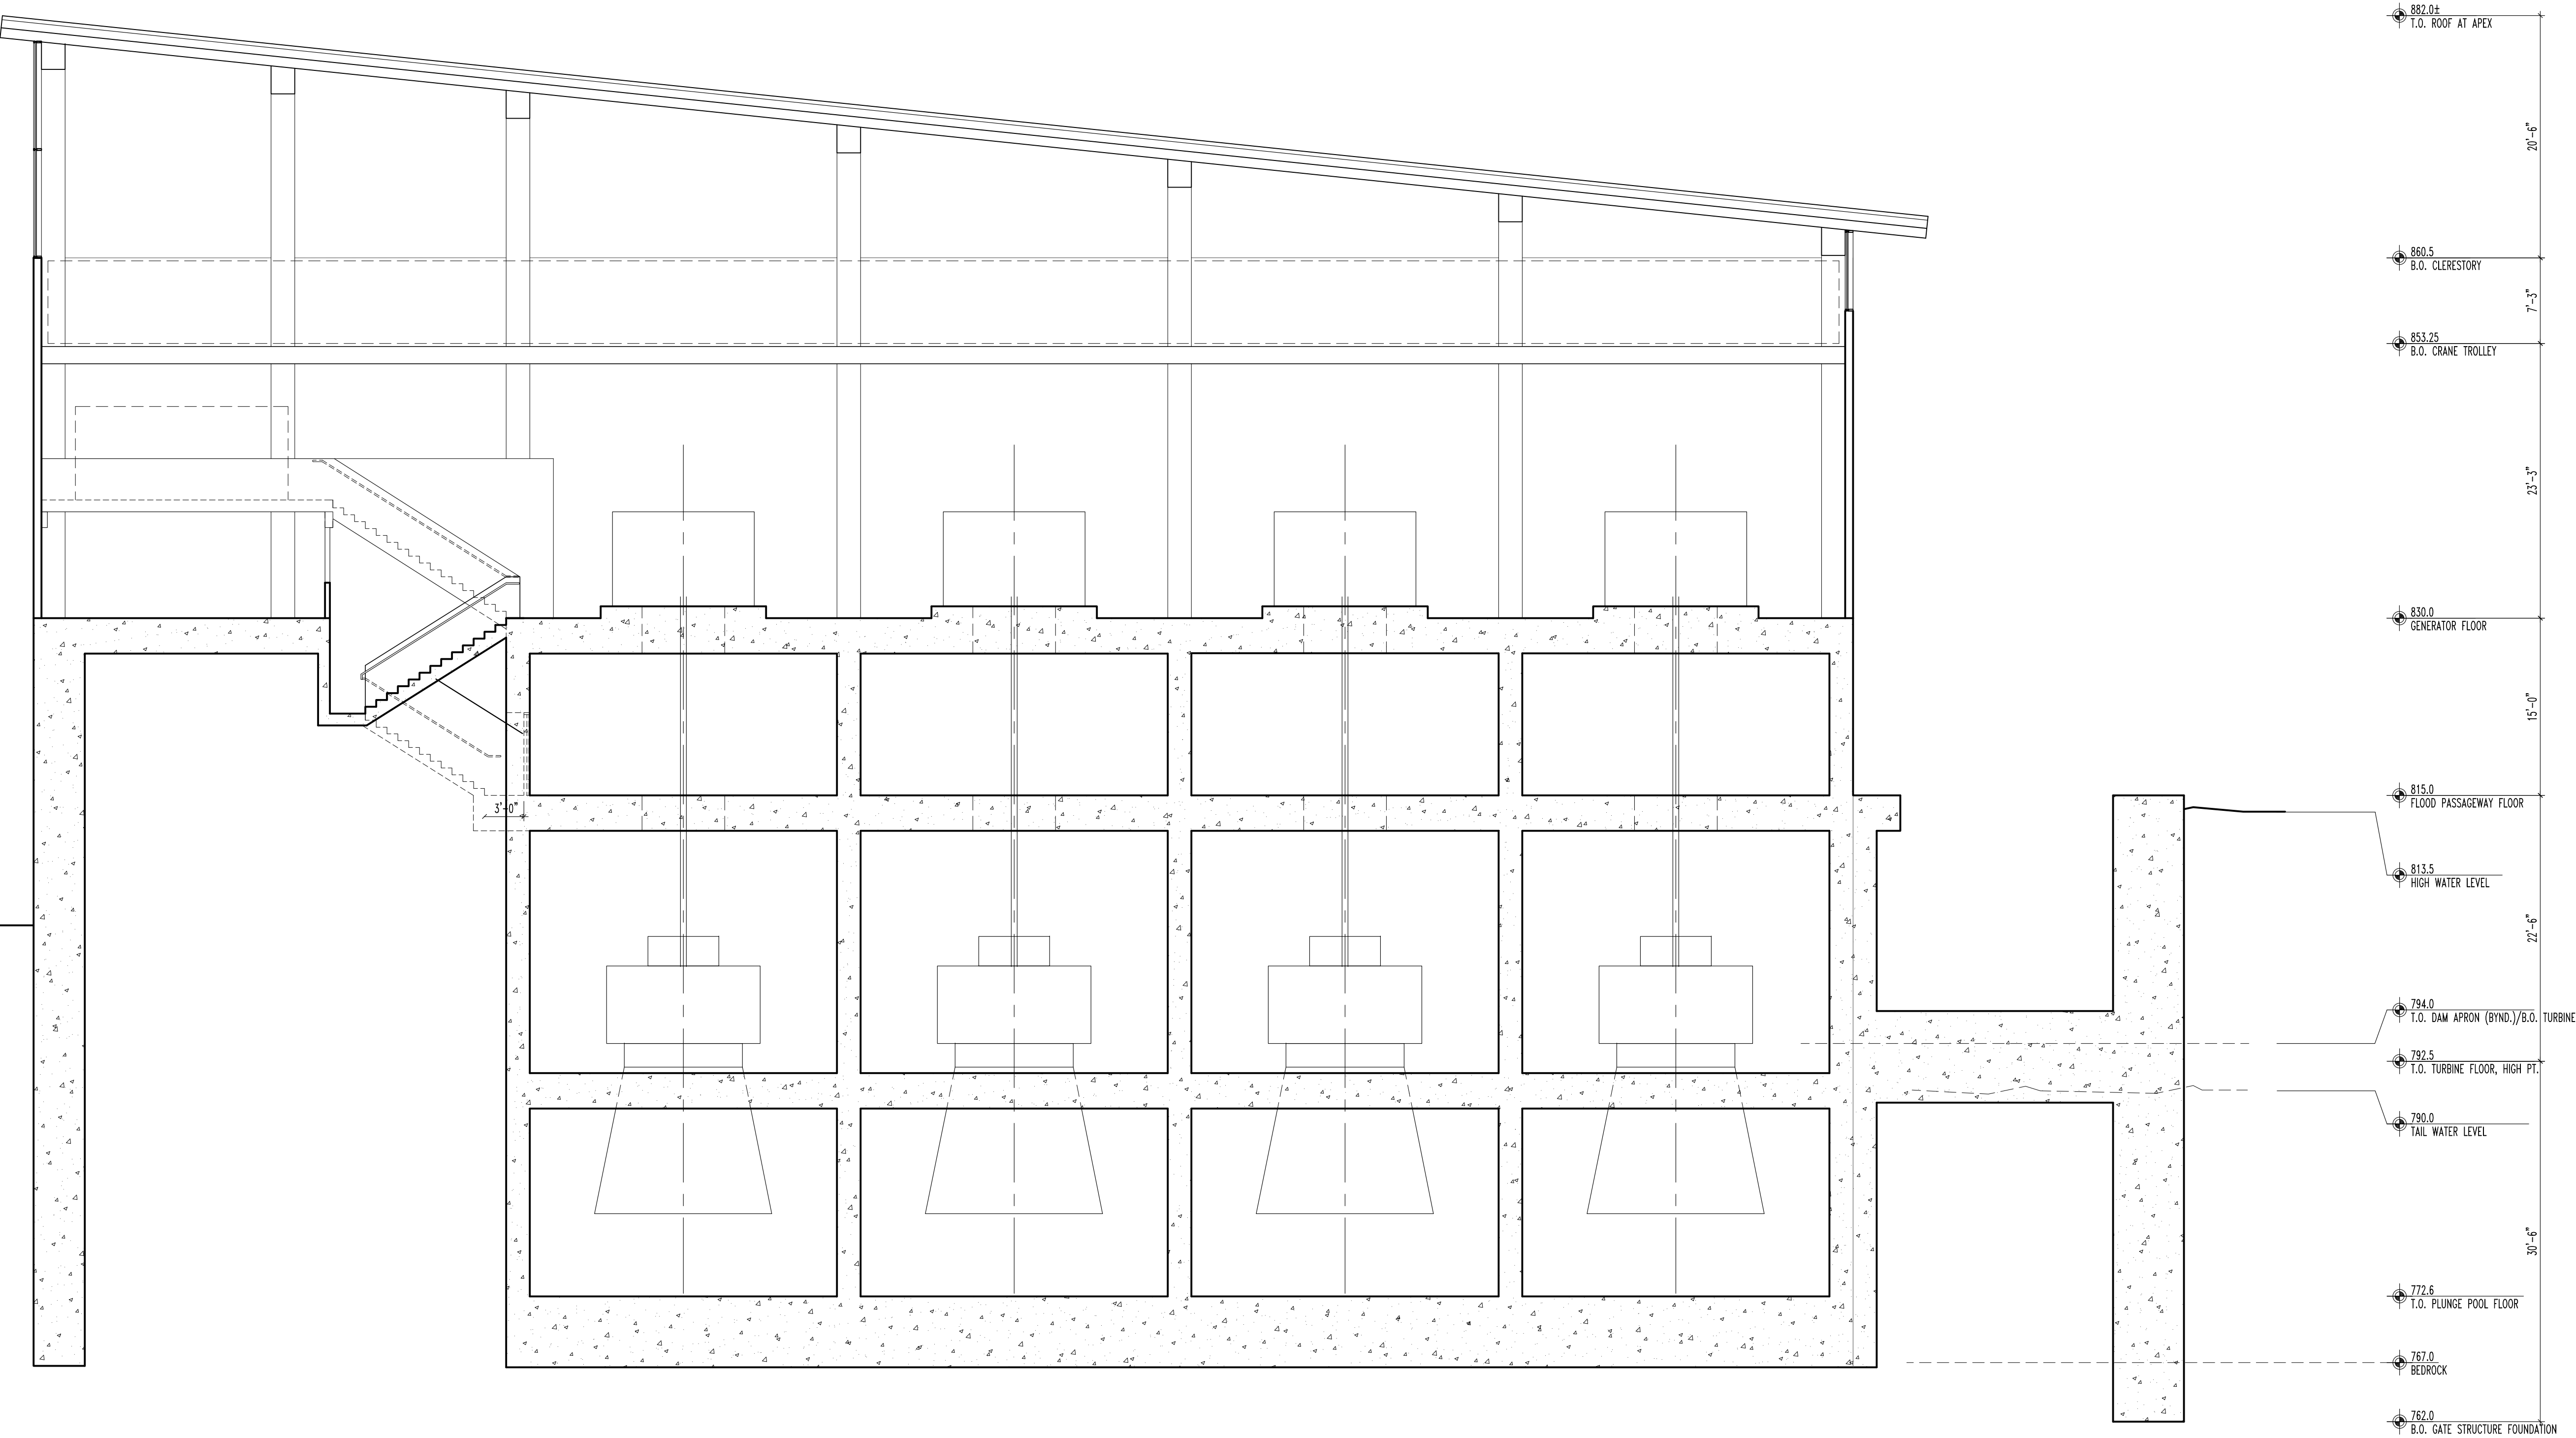 882.0±
T.O. ROOF AT APEX
20'-6"
860.5
B.O. CLERESTORY
7'-3"
853.25
B.O. CRANE TROLLEY
23'-3"
830.0
GENERATOR FLOOR
15'-0"
815.0
FLOOD PASSAGEWAY FLOOR
3'-0"
813.5
HIGH WATER LEVEL
22'-6"
794.0
T.O. DAM APRON (BYND.)/B.O. TURBINE
792.5
T.O. TURBINE FLOOR, HIGH PT.
790.0
TAIL WATER LEVEL
30'-6"
772.6
T.O. PLUNGE POOL FLOOR
767.0
BEDROCK
762.0
B.O. GATE STRUCTURE FOUNDATION